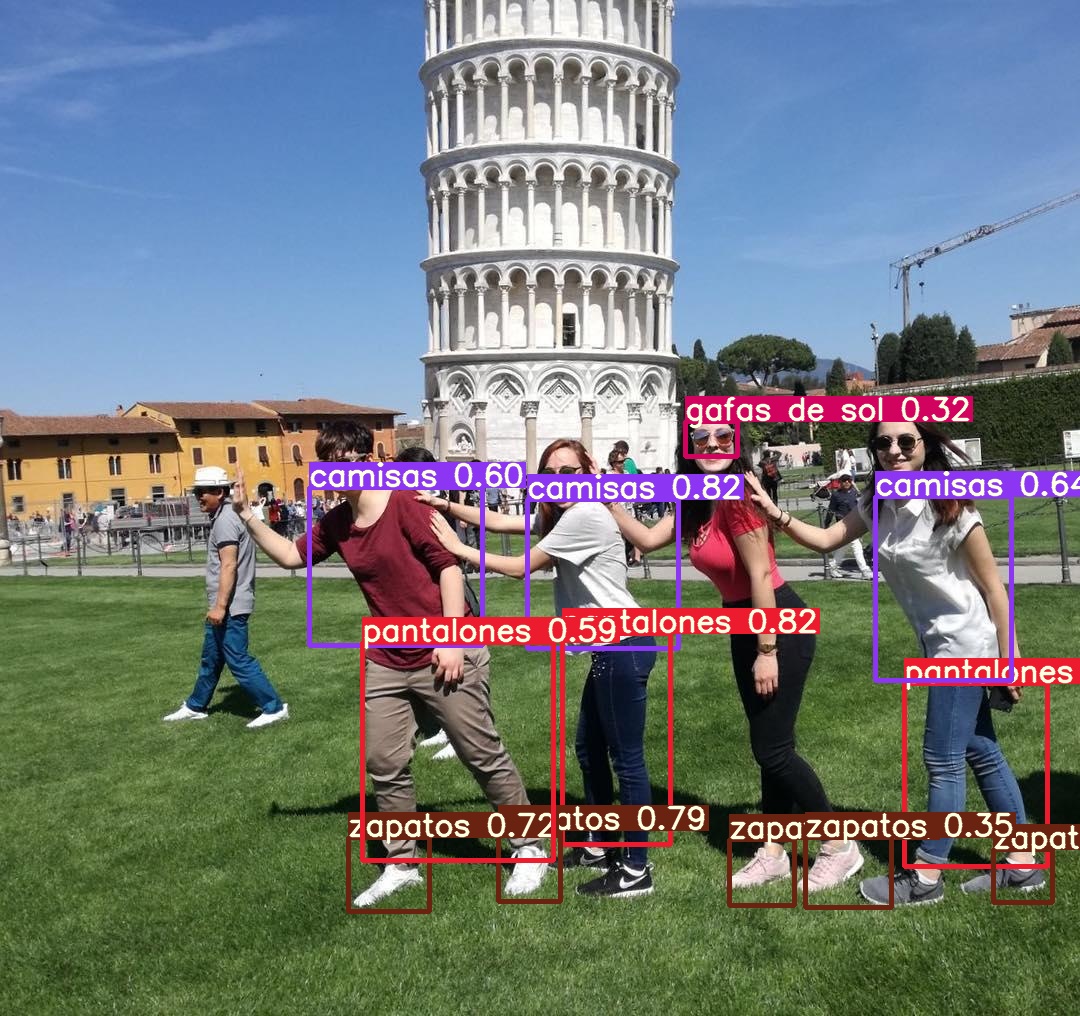 gafas de sol 0.32
camisas 0.60
camisas 0.82
camisas 0.64
pantalones 0.59
pantalones 0.82
pantalones
zapatos 0.72
atos 0.79
zapa
zapatos 0.35
zapat